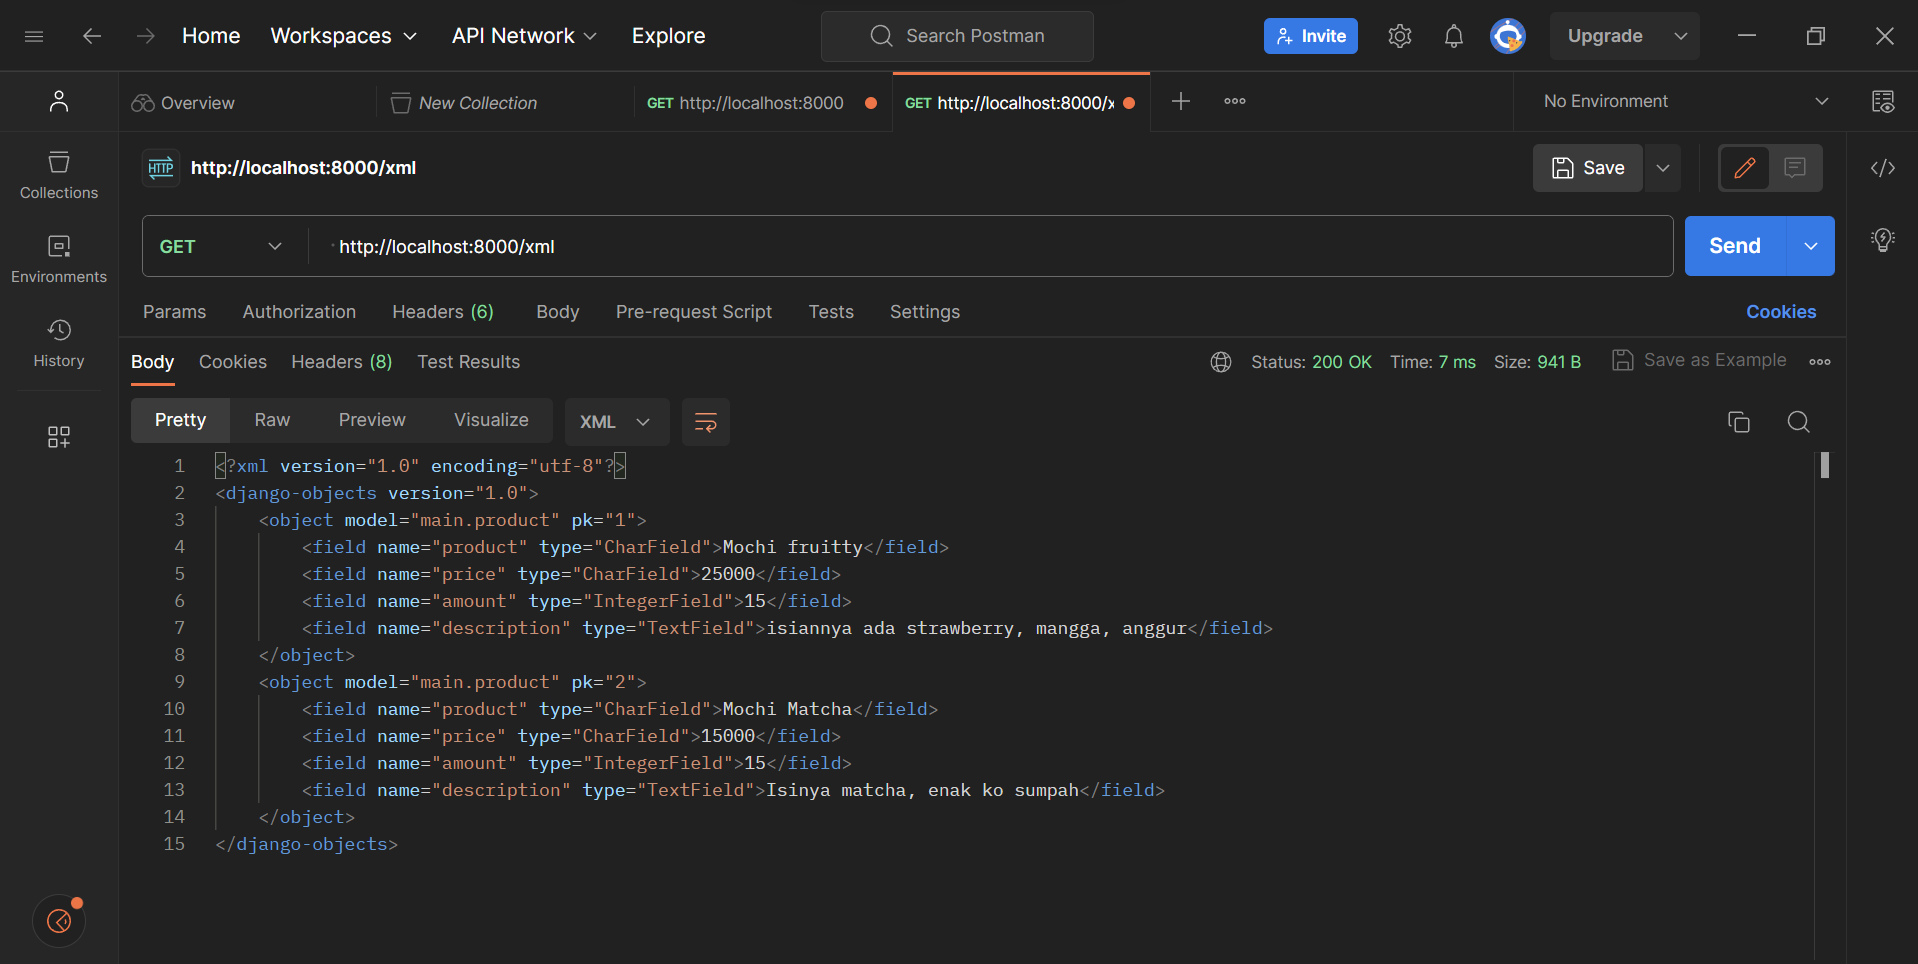 Home Workspaces API Network Explore Search Postman Invite Upgrade
Overview New Collection GET http://localhost:8000 GET http://localhost:8000/x No Environment
HTTP http://localhost:8000/xml Save
Collections
GET http://localhost:8000/xml Send
Environments
Params Authorization Headers (6) Body Pre-request Script Tests Settings Cookies
History
Body Cookies Headers (8) Test Results Status: 200 OK Time: 7 ms Size: 941 B Save as Example
Pretty Raw Preview Visualize XML
1 <?xml version="1.0" encoding="utf-8"?>
2 <django-objects version="1.0">
3 <object model="main.product" pk="1">
4 <field name="product" type="CharField">Mochi fruitty</field>
5 <field name="price" type="CharField">25000</field>
6 <field name="amount" type="IntegerField">15</field>
7 <field name="description" type="TextField">isiannya ada strawberry, mangga, anggur</field>
8 </object>
9 <object model="main.product" pk="2">
10 <field name="product" type="CharField">Mochi Matcha</field>
11 <field name="price" type="CharField">15000</field>
12 <field name="amount" type="IntegerField">15</field>
13 <field name="description" type="TextField">Isinya matcha, enak ko sumpah</field>
14 </object>
15 </django-objects>